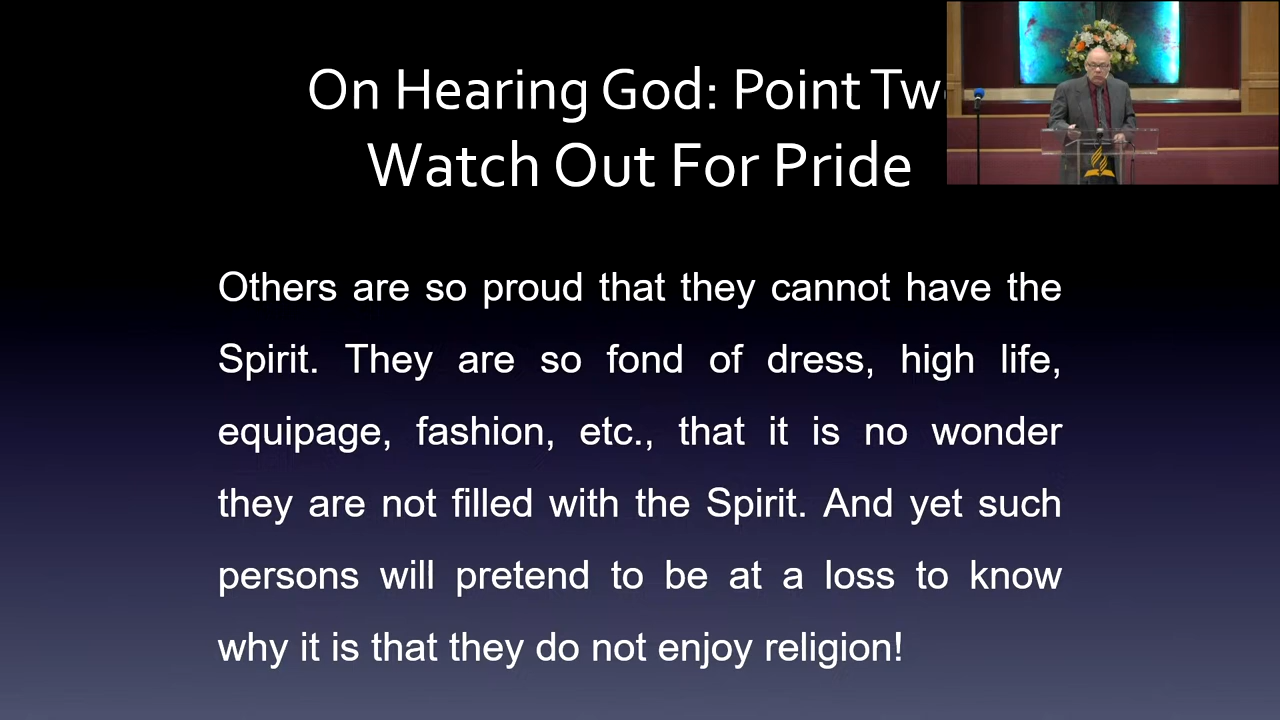 On Hearing God: Point Tw
Watch Out For Pride
Others are so proud that they cannot have the
Spirit. They are so fond of dress, high life,
equipage, fashion, etc., that it is no wonder
they are not filled with the Spirit. And yet such
persons will pretend to be at a loss to know
why it is that they do not enjoy religion!